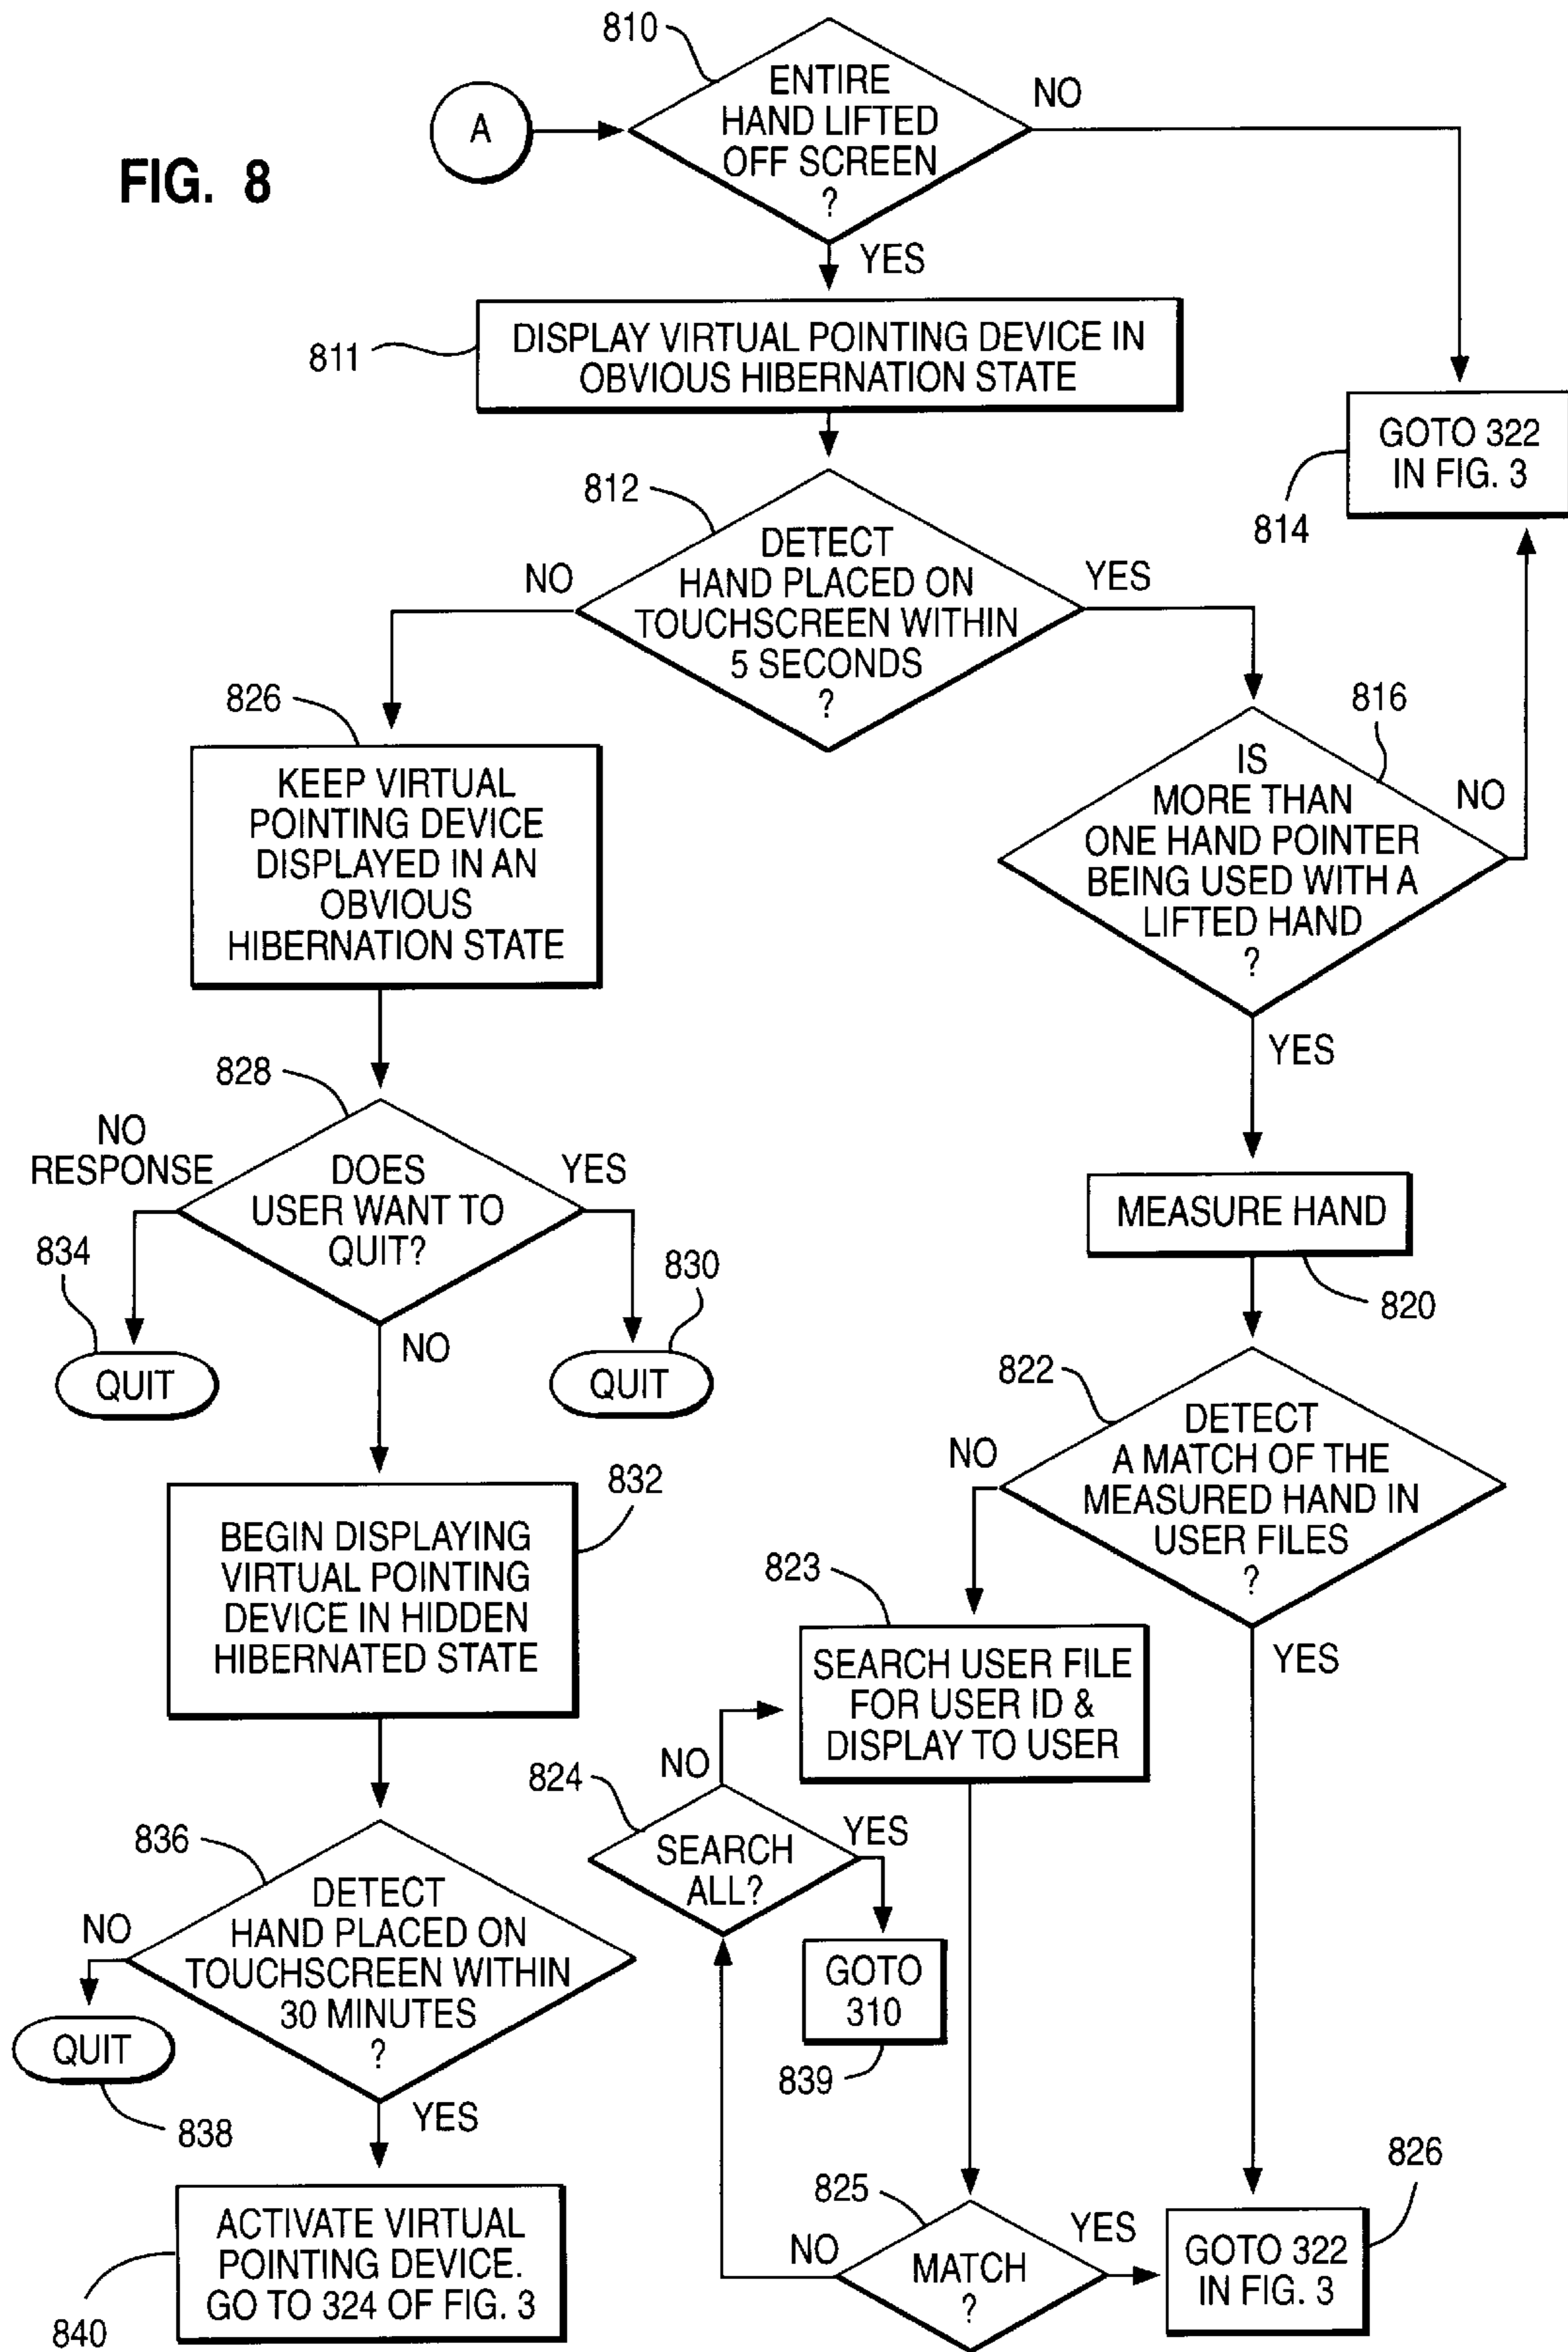 810
ENTIRE
HAND LIFTED
OFF SCREEN
?
NO
A
FIG. 8
YES
811
DISPLAY VIRTUAL POINTING DEVICE IN
OBVIOUS HIBERNATION STATE
GOTO 322
IN FIG. 3
814
812
DETECT
HAND PLACED ON
TOUCHSCREEN WITHIN
5 SECONDS
?
NO
YES
826
KEEP VIRTUAL
POINTING DEVICE
DISPLAYED IN AN
OBVIOUS
HIBERNATION STATE
816
IS
MORE THAN
ONE HAND POINTER
BEING USED WITH A
LIFTED HAND
?
NO
YES
828
NO
RESPONSE
DOES
USER WANT TO
QUIT?
YES
834
QUIT
NO
830
QUIT
MEASURE HAND
820
822
DETECT
A MATCH OF THE
MEASURED HAND IN
USER FILES
?
NO
YES
832
BEGIN DISPLAYING
VIRTUAL POINTING
DEVICE IN HIDDEN
HIBERNATED STATE
823
SEARCH USER FILE
FOR USER ID &
DISPLAY TO USER
824
NO
SEARCH
ALL?
YES
GOTO
310
839
836
DETECT
HAND PLACED ON
TOUCHSCREEN WITHIN
30 MINUTES
?
NO
QUIT
838
YES
ACTIVATE VIRTUAL
POINTING DEVICE.
GO TO 324 OF FIG. 3
840
825
NO
MATCH
?
YES
826
GOTO 322
IN FIG. 3